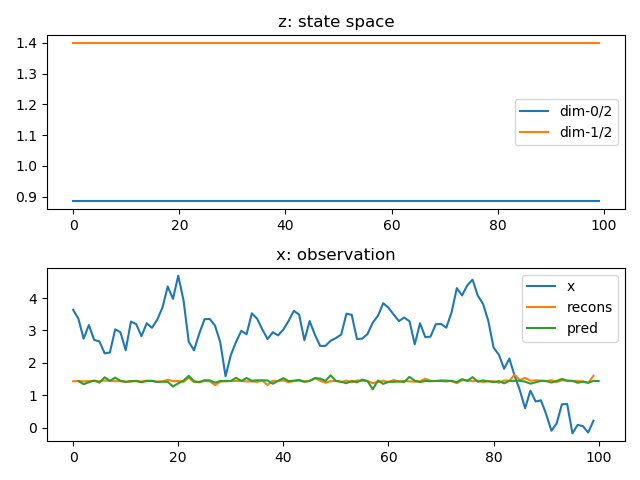 z: state space
1.4
1.3
1.2
1.1
1.0
0.9
dim-0/2
dim-1/2
0 20 40 60 80 100
x: observation
4
3
2
1
0
x
recons
pred
0 20 40 60 80 100